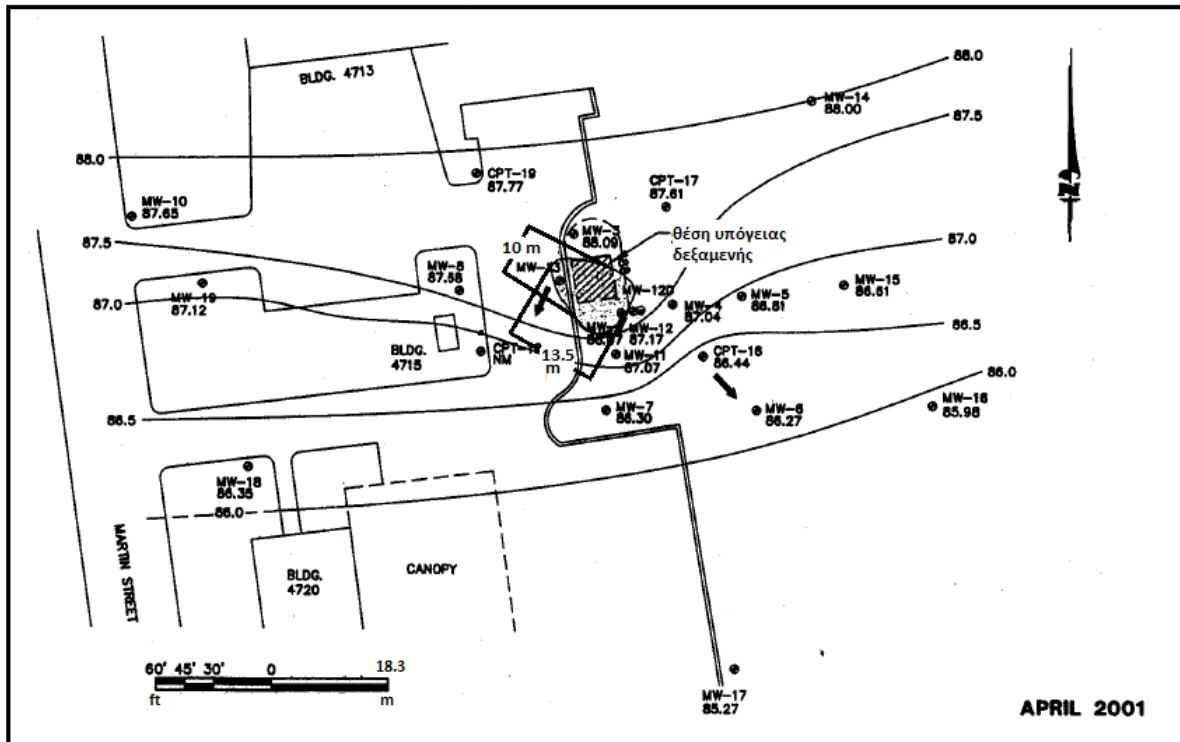 88.0
BLDG. 4713
MW-14
88.00
87.5
88.0
CPT-19
87.77
CPT-17
87.61
MW-10
87.65
MW-3
88.09
θέση υπόγειας
δεξαμενής
87.5
10 m
87.0
MW-8
87.58
MW-13
MW-15
86.61
MW-19
87.12
87.0
MW-12D
MW-5
86.81
MW-4
87.04
MW-12
87.17
86.5
BLDG.
4715
NM
13.5
m
MW-11
87.07
CPT-16
86.44
86.0
86.5
MW-7
86.30
MW-6
86.27
MW-16
85.98
MW-18
86.35
86.0
MARTIN STREET
BLDG.
4720
CANOPY
60' 45' 30' 0 18.3
ft m
MW-17
85.27
APRIL 2001